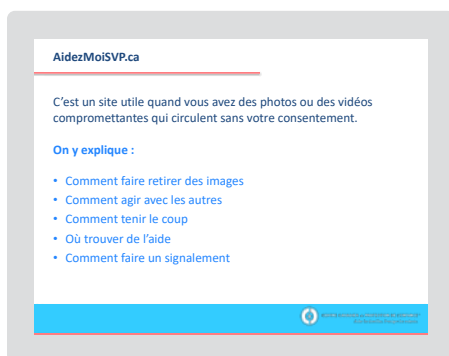 AidezMoiSVP.ca
C'est un site utile quand vous avez des photos ou des vidéos
compromettantes qui circulent sans votre consentement.
On y explique :
• Comment faire retirer des images
• Comment agir avec les autres
• Comment tenir le coup
• Où trouver de l'aide
• Comment faire un signalement